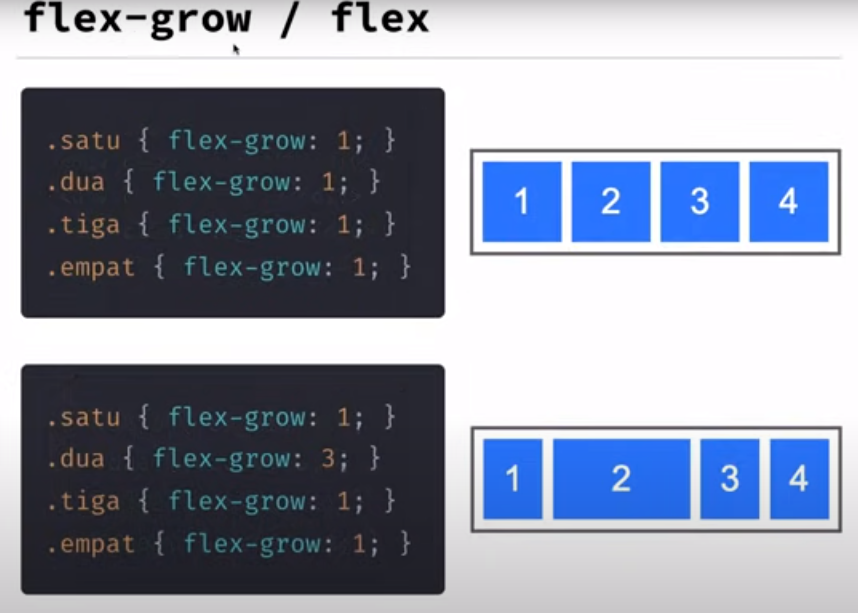 flex-grow / flex
.satu { flex-grow: 1; }
.dua { flex-grow: 1; }
.tiga { flex-grow: 1; }
.empat { flex-grow: 1; }
1 2 3 4
.satu { flex-grow: 1; }
.dua { flex-grow: 3; }
.tiga { flex-grow: 1; }
.empat { flex-grow: 1; }
1 2 3 4